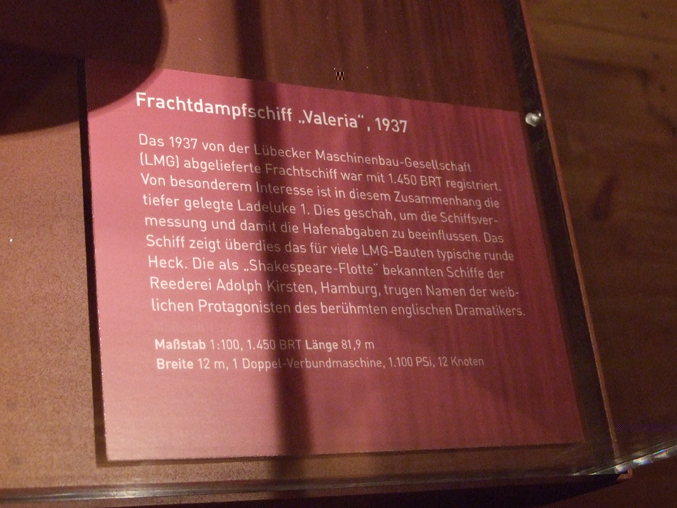 Frachtdampfschiff „Valeria“, 1937
Das 1937 von der Lübecker Maschinenbau-Gesellschaft
(LMG) abgelieferte Frachtschiff war mit 1.450 BRT registriert.
Von besonderem Interesse ist in diesem Zusammenhang die
tiefer gelegte Ladeluke 1. Dies geschah, um die Schiffsver-
messung und damit die Hafenabgaben zu beeinflussen. Das
Schiff zeigt überdies das für viele LMG-Bauten typische runde
Heck. Die als „Shakespeare-Flotte“ bekannten Schiffe der
Reederei Adolph Kirsten, Hamburg, trugen Namen der weib-
lichen Protagonisten des berühmten englischen Dramatikers.
Maßstab 1:100, 1.450 BRT Länge 81,9 m
Breite 12 m, 1 Doppel-Verbundmaschine, 1.100 PSi, 12 Knoten